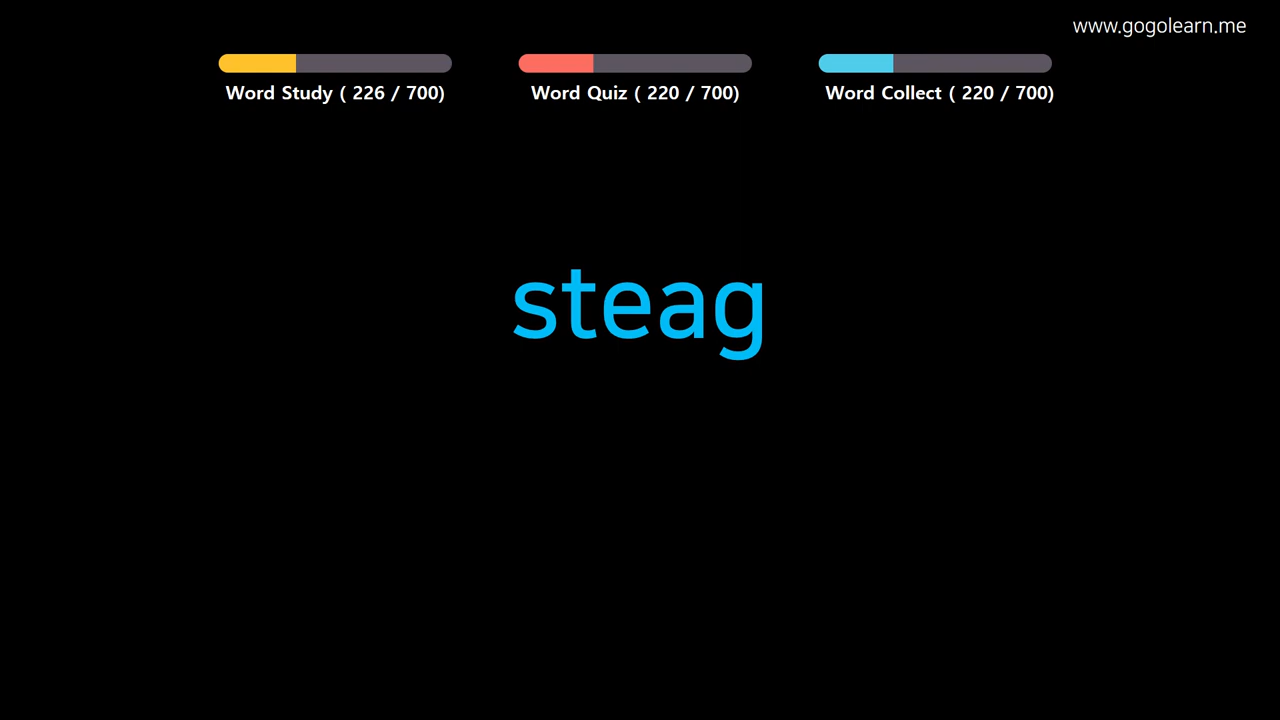 www.gogolearn.me
Word Study ( 226 / 700)
Word Quiz ( 220 / 700)
Word Collect ( 220 / 700)
steag